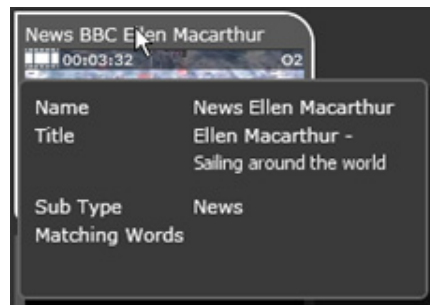 News BBC Ellen Macarthur
00:03:32 02
Name News Ellen Macarthur
Title Ellen Macarthur -
Sailing around the world
Sub Type News
Matching Words